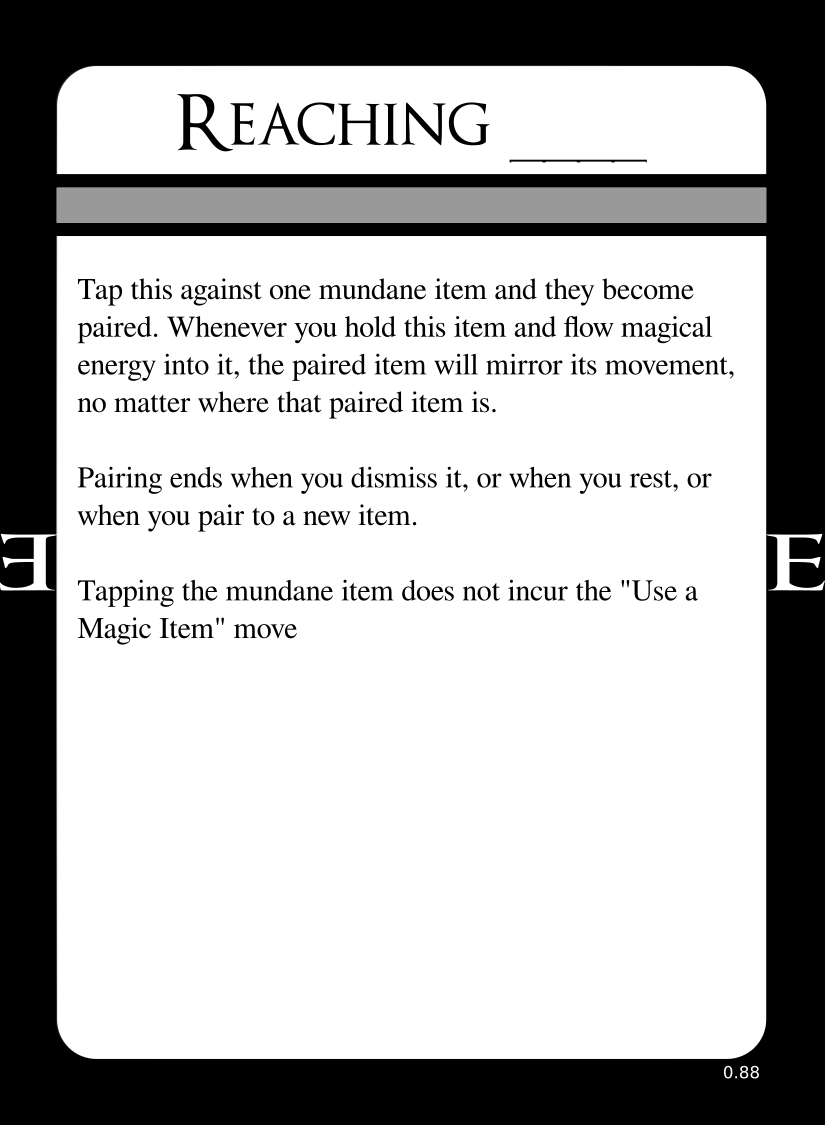 REACHING ____
Tap this against one mundane item and they become
paired. Whenever you hold this item and flow magical
energy into it, the paired item will mirror its movement,
no matter where that paired item is.
Pairing ends when you dismiss it, or when you rest, or
when you pair to a new item.
E
E
Tapping the mundane item does not incur the "Use a
Magic Item" move
0.88